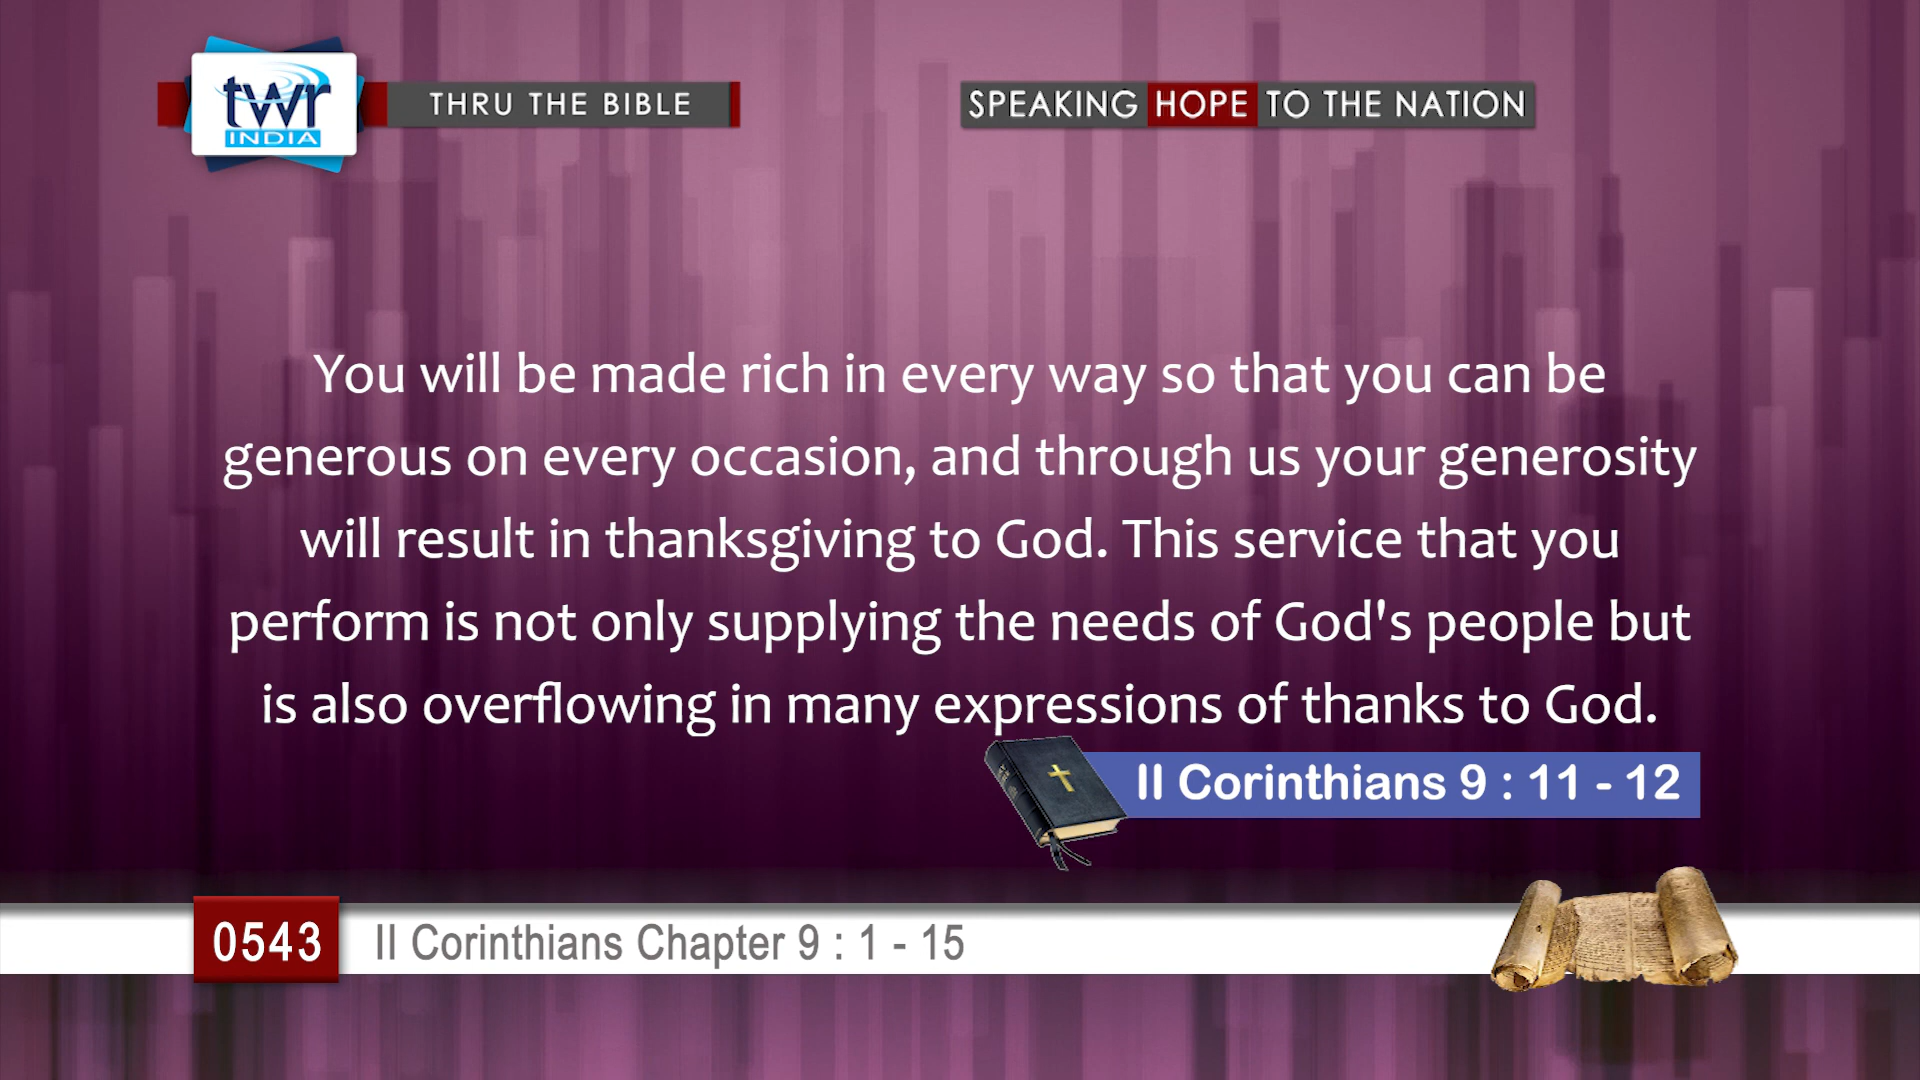 twr
INDIA
THRU THE BIBLE
SPEAKING HOPE TO THE NATION
You will be made rich in every way so that you can be
generous on every occasion, and through us your generosity
will result in thanksgiving to God. This service that you
perform is not only supplying the needs of God's people but
is also overflowing in many expressions of thanks to God.
II Corinthians 9 : 11 - 12
0543
II Corinthians Chapter 9 : 1 - 15